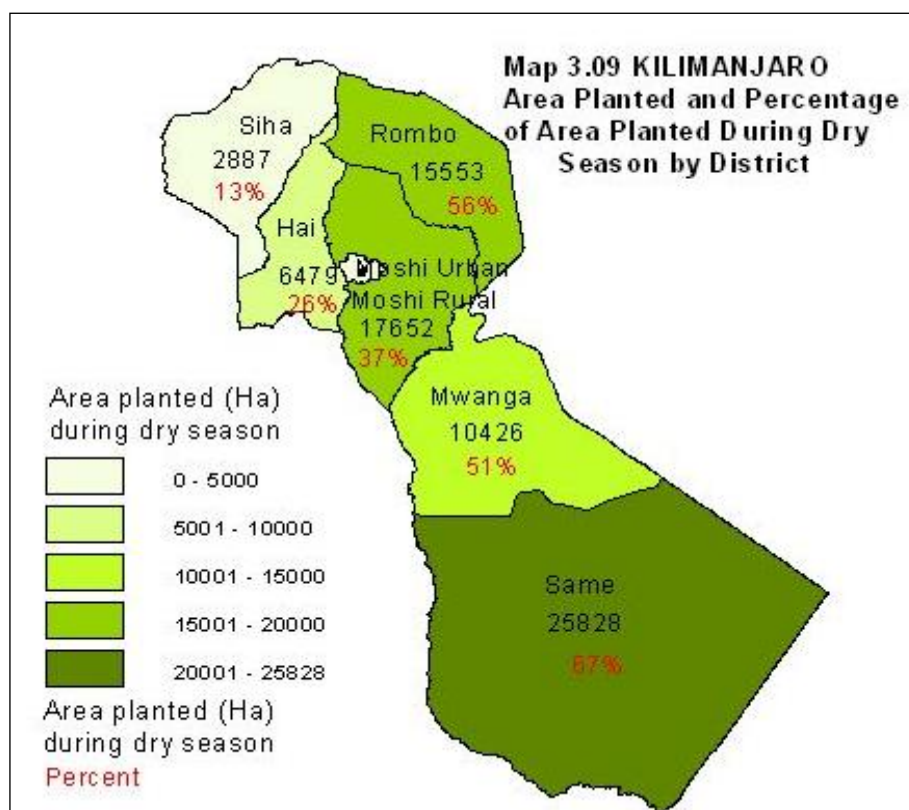 Map 3.09 KILIMANJARO
Area Planted and Percentage
of Area Planted During Dry
Season by District
Siha
2887
13%
Rombo
15553
56%
Hai
6479
26%
Moshi Urban
Moshi Rural
17652
37%
Mwanga
10426
51%
Same
25828
67%
Area planted (Ha)
during dry season
0 - 5000
5001 - 10000
10001 - 15000
15001 - 20000
20001 - 25828
Area planted (Ha)
during dry season
Percent